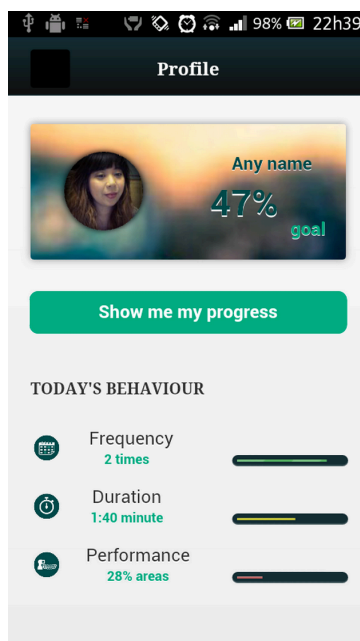 98% 22h39
Profile
Any name
47%
goal
Show me my progress
TODAY'S BEHAVIOUR
Frequency
2 times
Duration
1:40 minute
Performance
28% areas